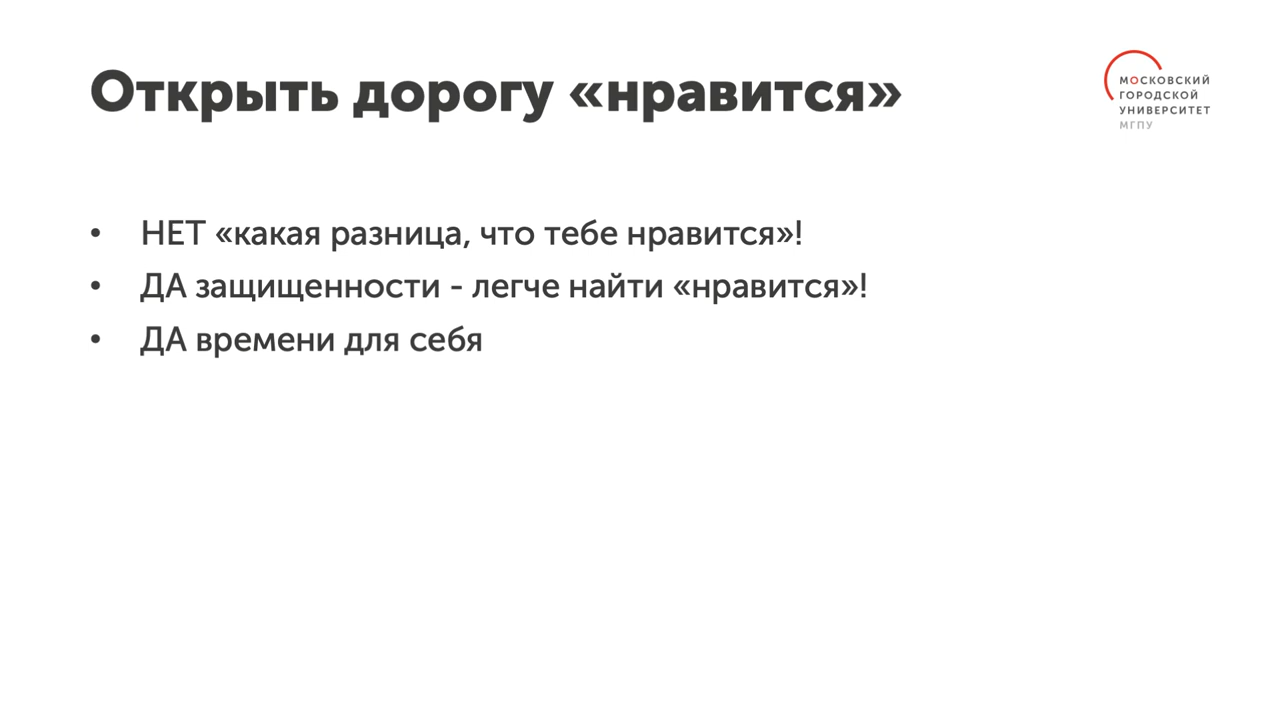 Открыть дорогу «нравится»
МОСКОВСКИЙ
ГОРОДСКОЙ
УНИВЕРСИТЕТ
МГПУ
• НЕТ «какая разница, что тебе нравится»!
• ДА защищенности - легче найти «нравится»!
• ДА времени для себя